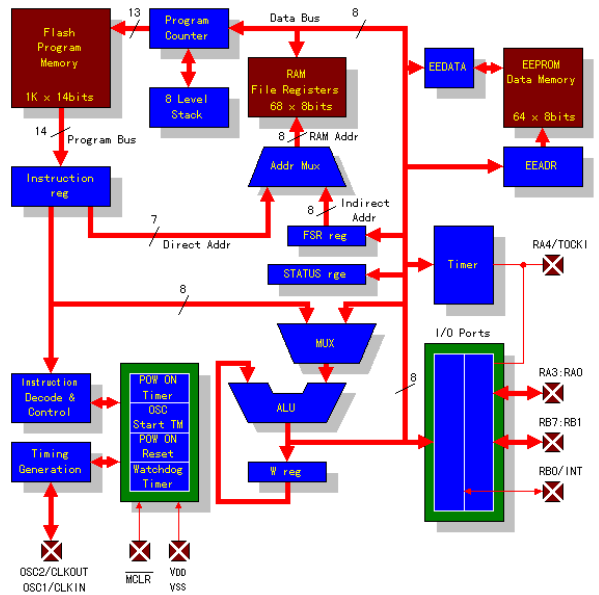 13
Data Bus
8
Flash
Program
Memory
1K x 14bits
Program
Counter
8 Level
Stack
RAM
File Registers
68 x 8bits
EEDATA
EEPROM
Data Memory
64 x 8bits
14
Program Bus
8
RAM Addr
Addr Mux
EEADR
Instruction
reg
7
Direct Addr
8
Indirect
Addr
FSR reg
STATUS rge
Timer
RA4/TOCKI
8
MUX
I/O Ports
Instruction
Decode &
Control
POW ON
Timer
OSC
Start TM
POW ON
Reset
Watchdog
Timer
ALU
8
RA3:RA0
RB7:RB1
RB0/INT
Timing
Generation
W reg
OSC2/CLKOUT
OSC1/CLKIN
MCLR
VDD
VSS